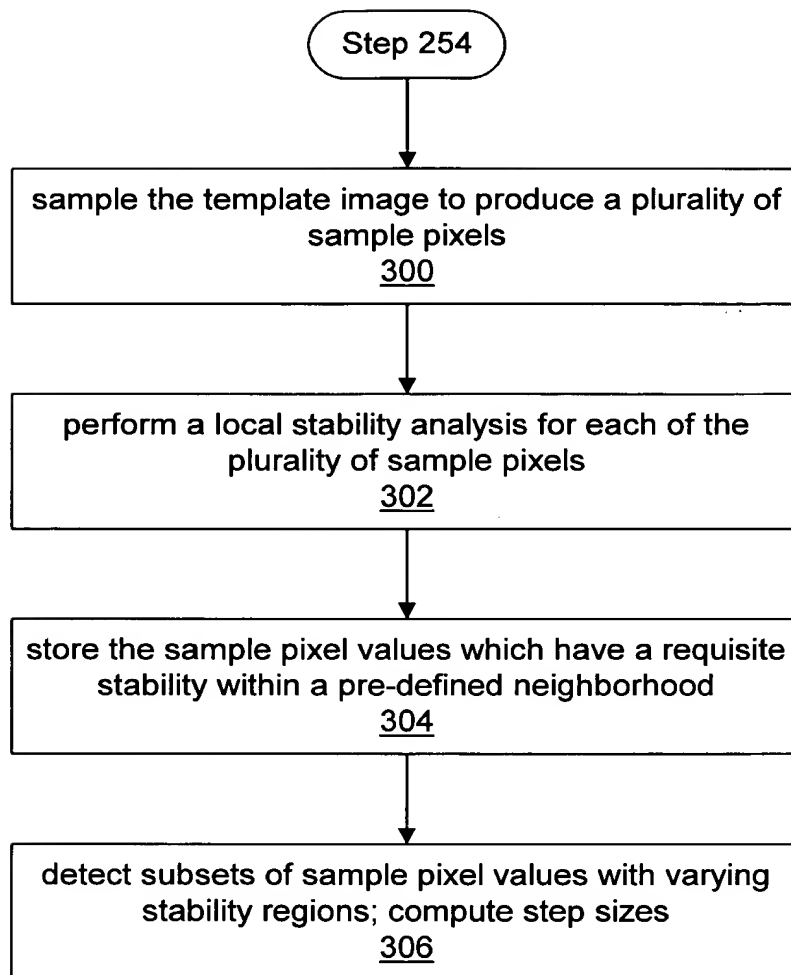 Step 254
sample the template image to produce a plurality of
sample pixels
300
perform a local stability analysis for each of the
plurality of sample pixels
302
store the sample pixel values which have a requisite
stability within a pre-defined neighborhood
304
detect subsets of sample pixel values with varying
stability regions; compute step sizes
306